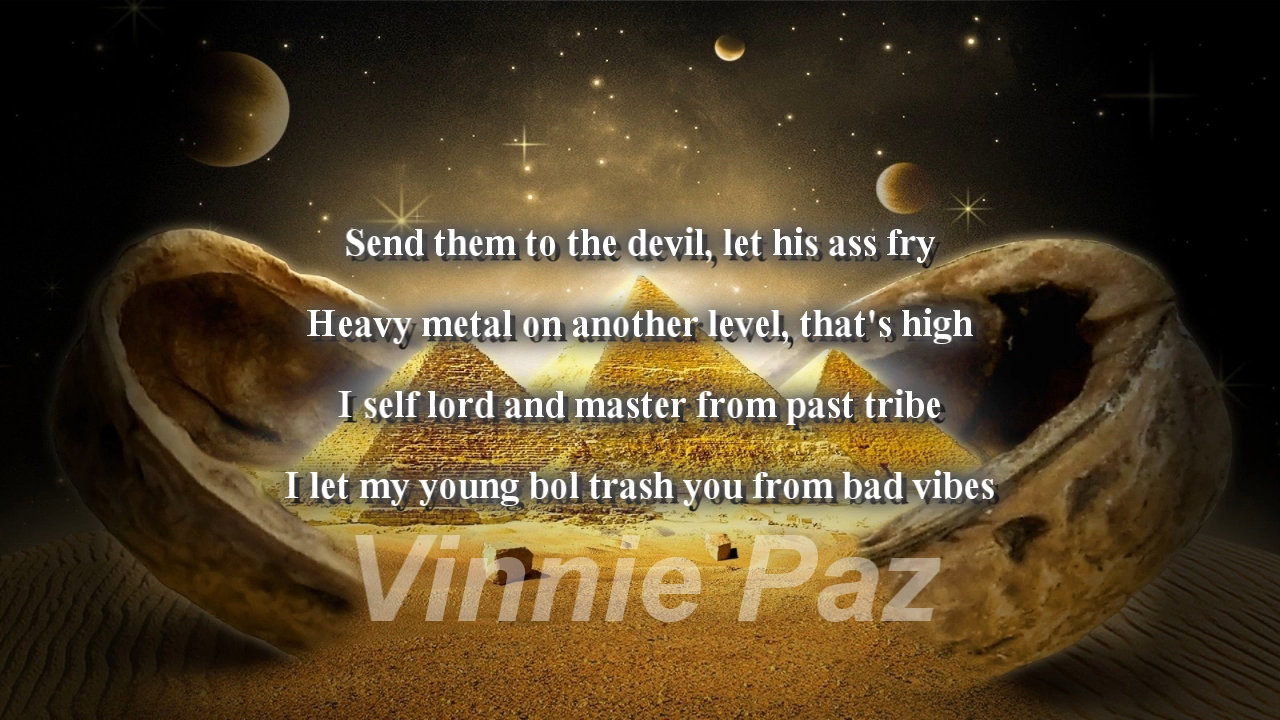 Send them to the devil, let his ass fry
Heavy metal on another level, that's high
I self lord and master from past tribe
I let my young bol trash you from bad vibes
Vinnie Paz